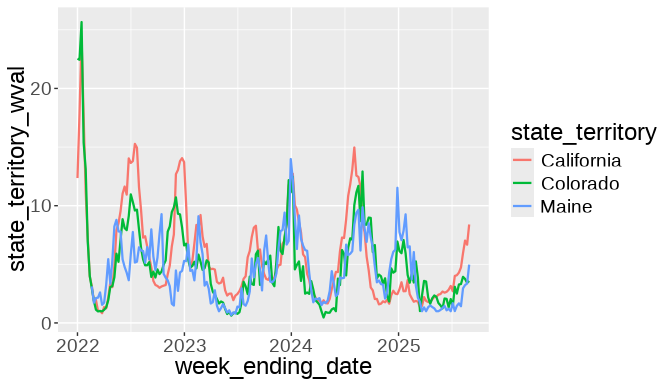 state_territory_wval
20
10
0
2022
2023
2024
2025
week_ending_date
state_territory
California
Colorado
Maine